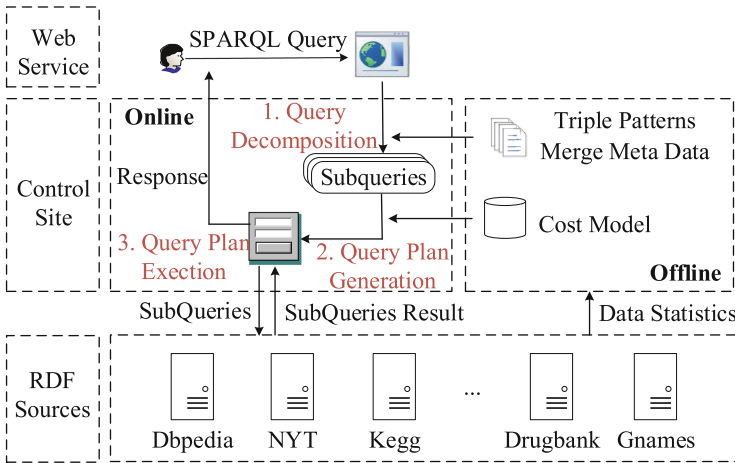 Web
Service
SPARQL Query
Control
Site
Online
1. Query
Decomposition
Triple Patterns
Merge Meta Data
Response
Subqueries
Cost Model
3. Query Plan
Exection
2. Query Plan
Generation
Offline
SubQueries
SubQueries Result
Data Statistics
RDF
Sources
...
Dbpedia
NYT
Kegg
Drugbank
Gnames